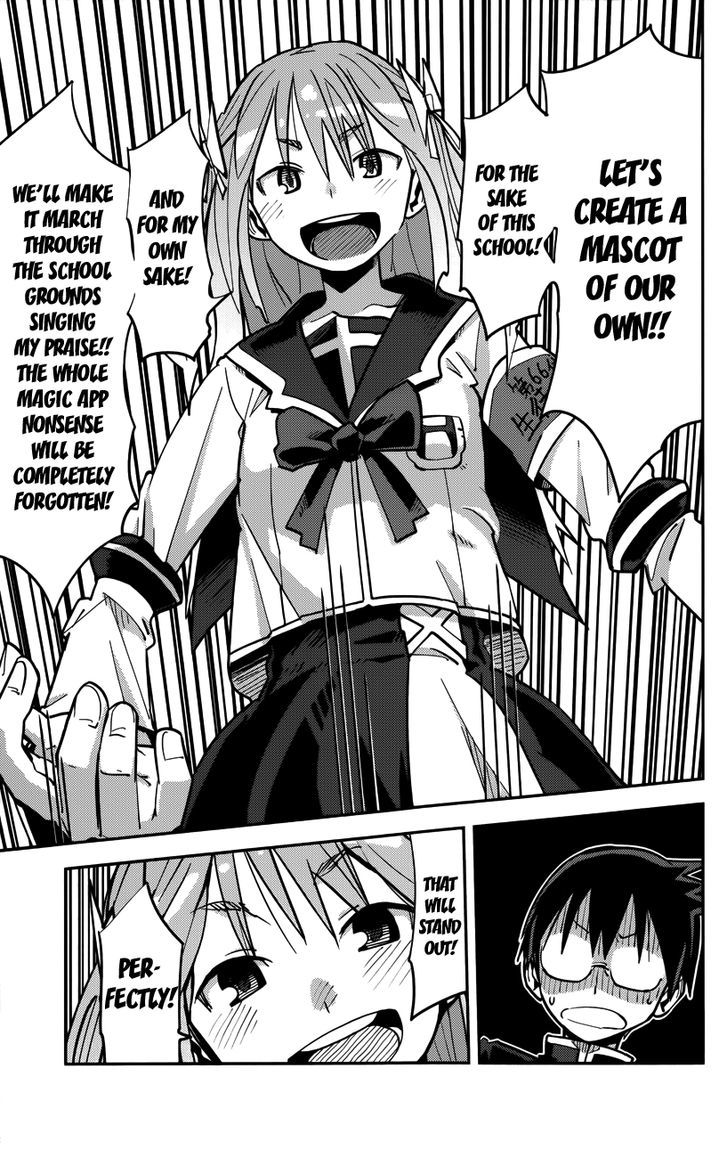 LET'S
CREATE A
MASCOT
OF OUR
OWN!!
FOR THE
SAKE
OF THIS
SCHOOL!
AND
FOR MY
OWN
SAKE!
WE'LL MAKE
IT MARCH
THROUGH
THE SCHOOL
GROUNDS
SINGING
MY PRAISE!!
THE WHOLE
MAGIC APP
NONSENSE
WILL BE
COMPLETELY
FORGOTTEN!
THAT
WILL
STAND
OUT!
PER-
FECTLY!